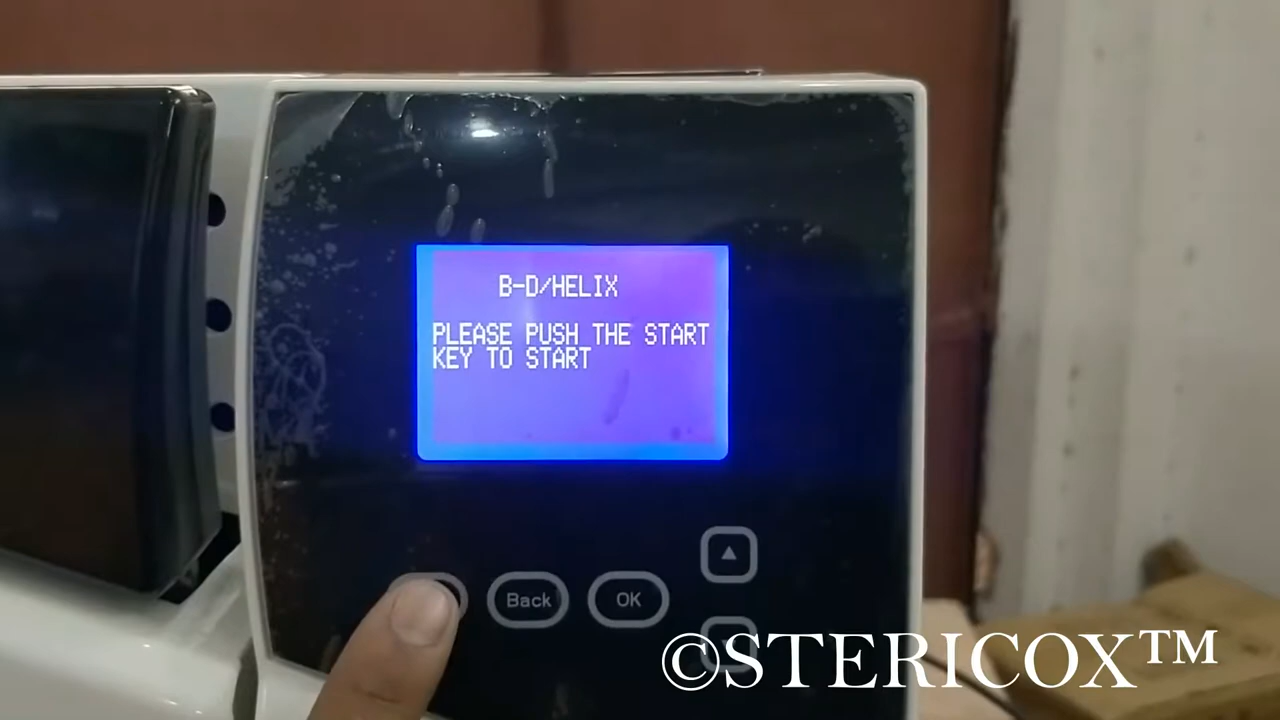 B-D/HELIX
PLEASE PUSH THE START
KEY TO START
Back
OK
©STERICOX™